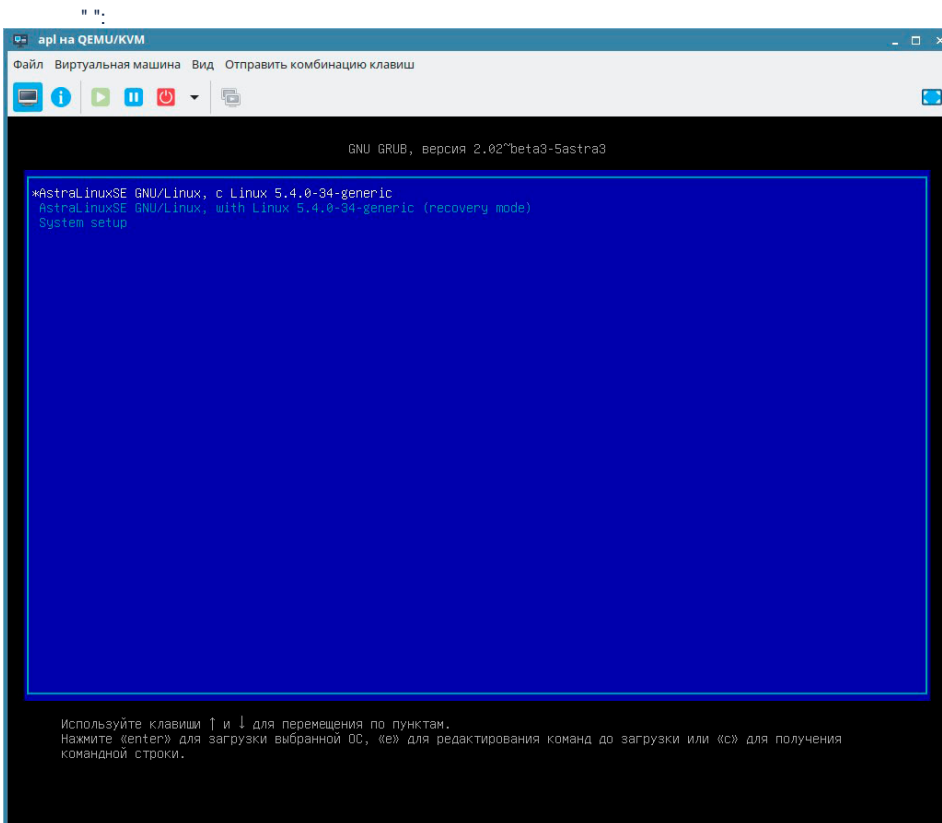 " ":
apl на QEMU/KVM
Файл Виртуальная машина Вид Отправить комбинацию клавиш
GNU GRUB, версия 2.02~beta3-5astra3
*AstraLinuxSE GNU/Linux, с Linux 5.4.0-34-generic
AstraLinuxSE GNU/Linux, with Linux 5.4.0-34-generic (recovery mode)
System setup
Используйте клавиши ↑ и ↓ для перемещения по пунктам.
Нажмите «enter» для загрузки выбранной ОС, «e» для редактирования команд до загрузки или «c» для получения
командной строки.